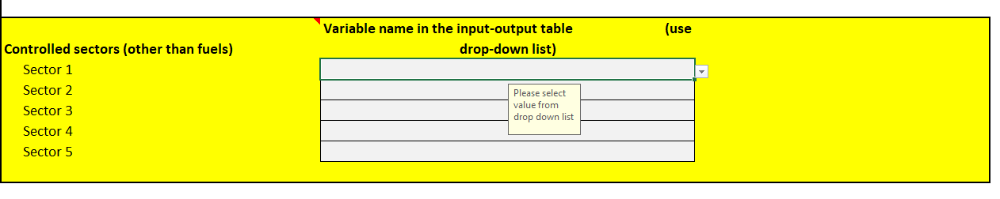 Variable name in the input-output table (use
Controlled sectors (other than fuels) drop-down list)
Sector 1
Sector 2
Please select
value from
Sector 3
drop down list
Sector 4
Sector 5